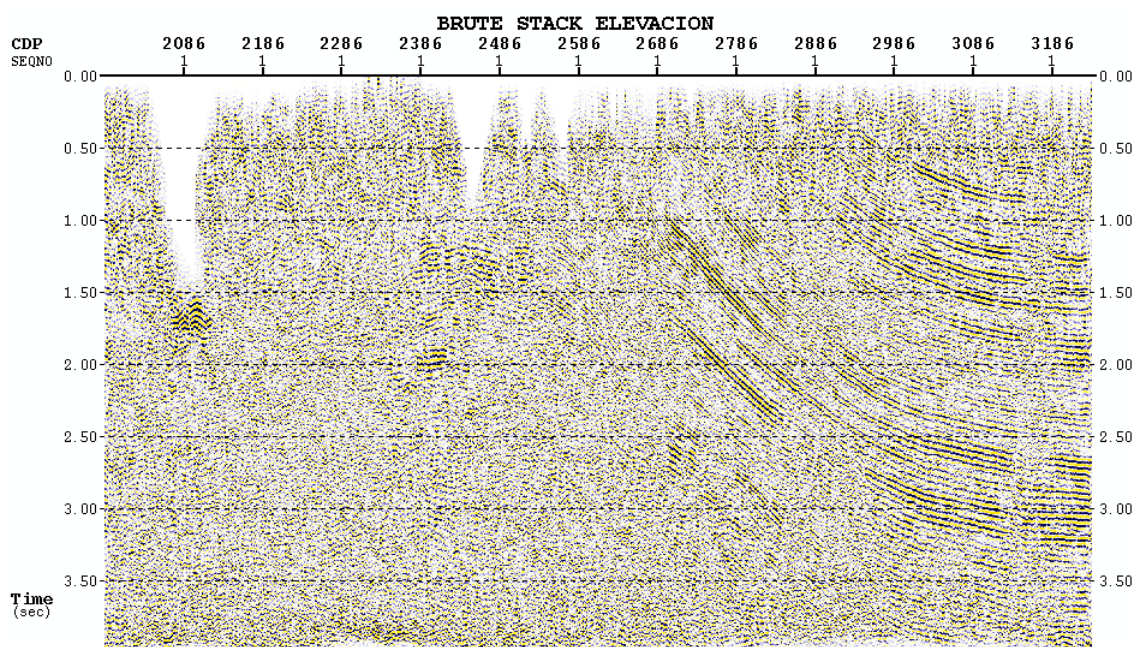 BRUTE STACK ELEVACION
CDP 2086 2186 2286 2386 2486 2586 2686 2786 2886 2986 3086 3186
SEQNO 1 1 1 1 1 1 1 1 1 1 1 1
0.00 0.00
0.50 0.50
1.00 1.00
1.50 1.50
2.00 2.00
2.50 2.50
3.00 3.00
3.50 3.50
Time
(sec)